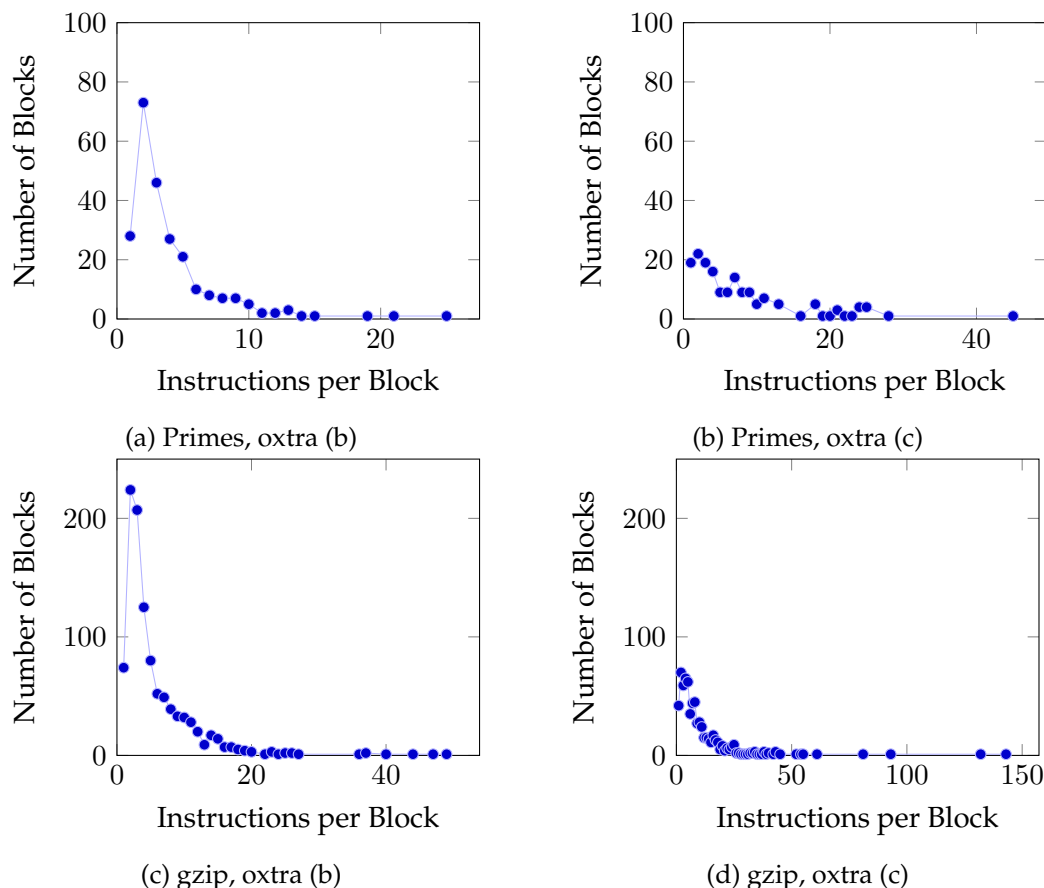 100
80
60
40
20
0
0 20
Number of Blocks
Instructions per Block
(a) Primes, oxtra (b)
100
80
60
40
20
0
0 20 40
Number of Blocks
Instructions per Block
(b) Primes, oxtra (c)
200
100
0
0 20 40
Number of Blocks
Instructions per Block
(c) gzip, oxtra (b)
200
100
0
0 50 100 150
Number of Blocks
Instructions per Block
(d) gzip, oxtra (c)